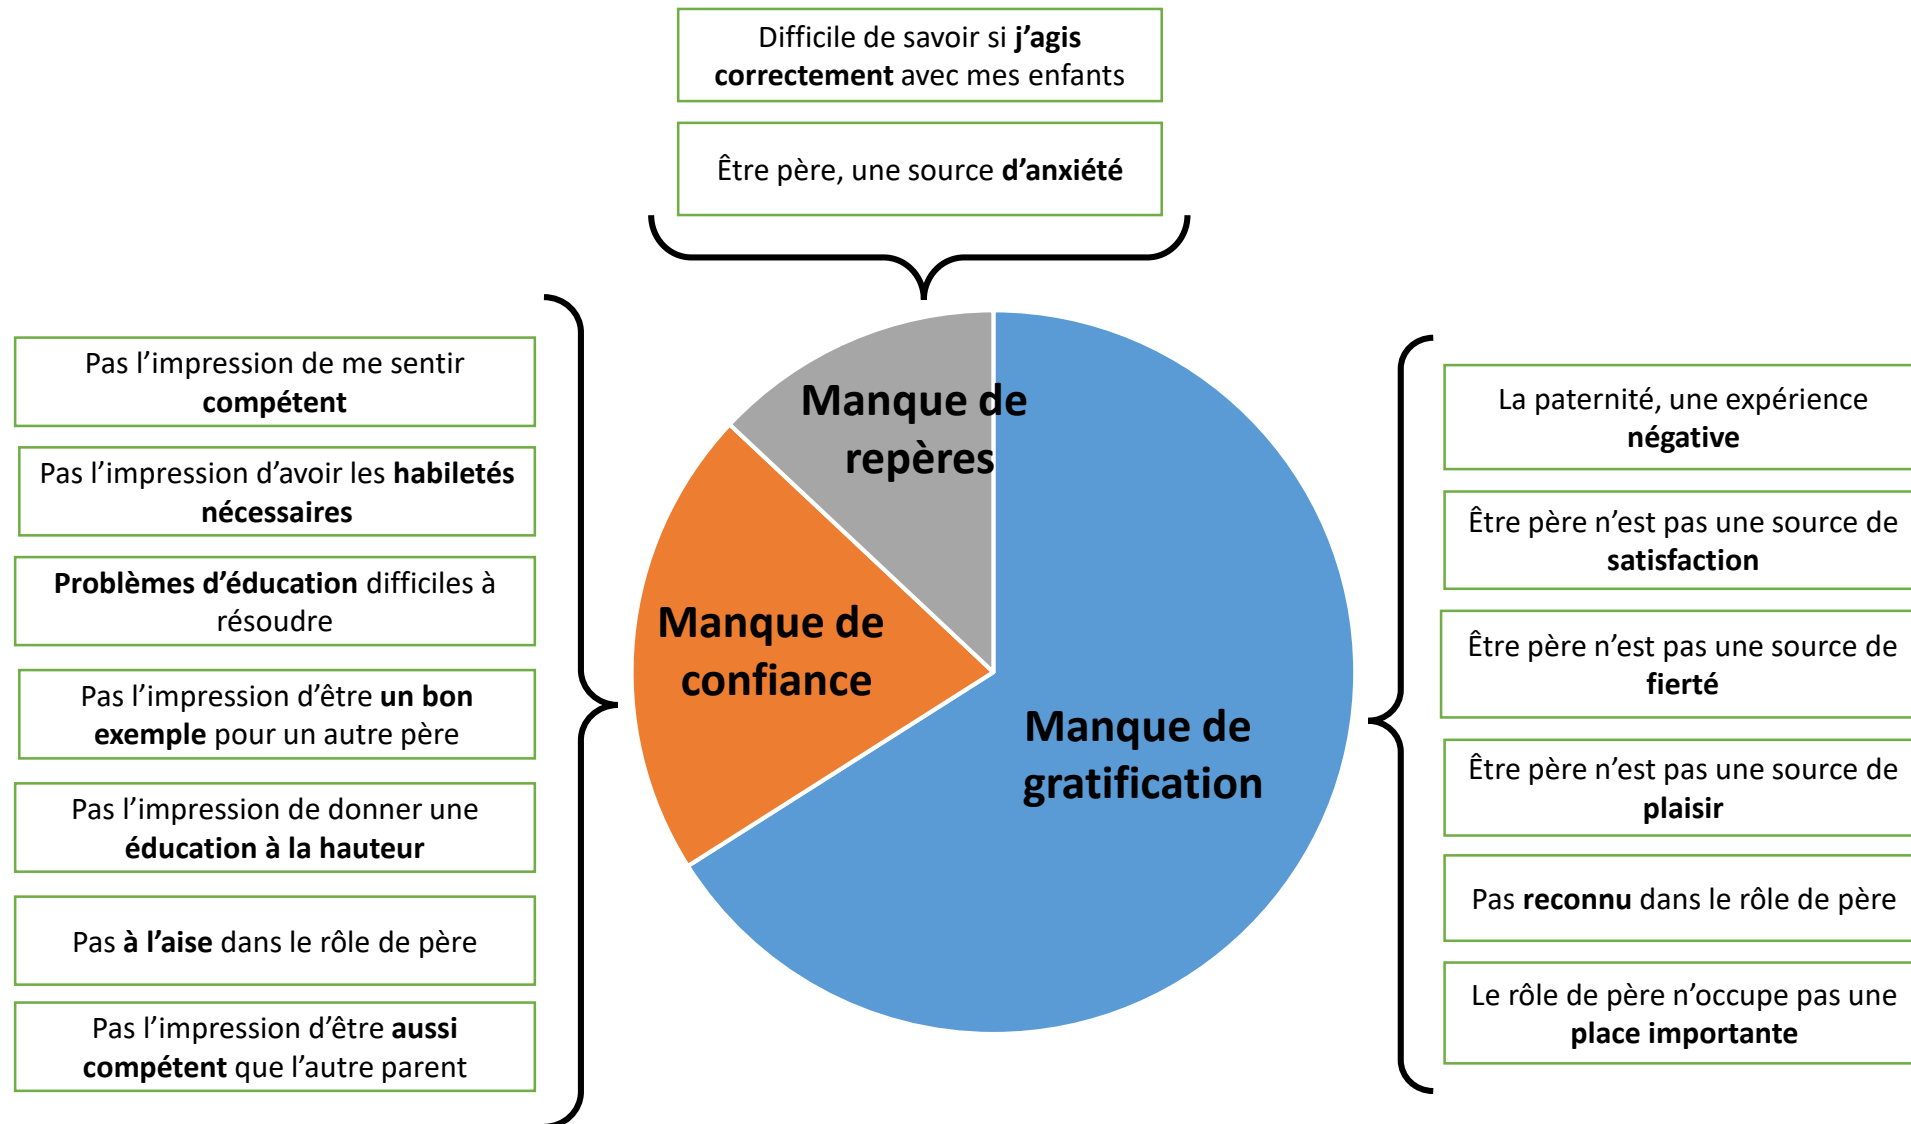 Difficile de savoir si j’agis
correctement avec mes enfants
Être père, une source d’anxiété
Pas l’impression de me sentir
compétent
Pas l’impression d’avoir les habiletés
nécessaires
Problèmes d’éducation difficiles à
résoudre
Pas l’impression d’être un bon
exemple pour un autre père
Pas l’impression de donner une
éducation à la hauteur
Pas à l’aise dans le rôle de père
Pas l’impression d’être aussi
compétent que l’autre parent
Manque de
repères
Manque de
confiance
Manque de
gratification
La paternité, une expérience
négative
Être père n’est pas une source de
satisfaction
Être père n’est pas une source de
fierté
Être père n’est pas une source de
plaisir
Pas reconnu dans le rôle de père
Le rôle de père n’occupe pas une
place importante